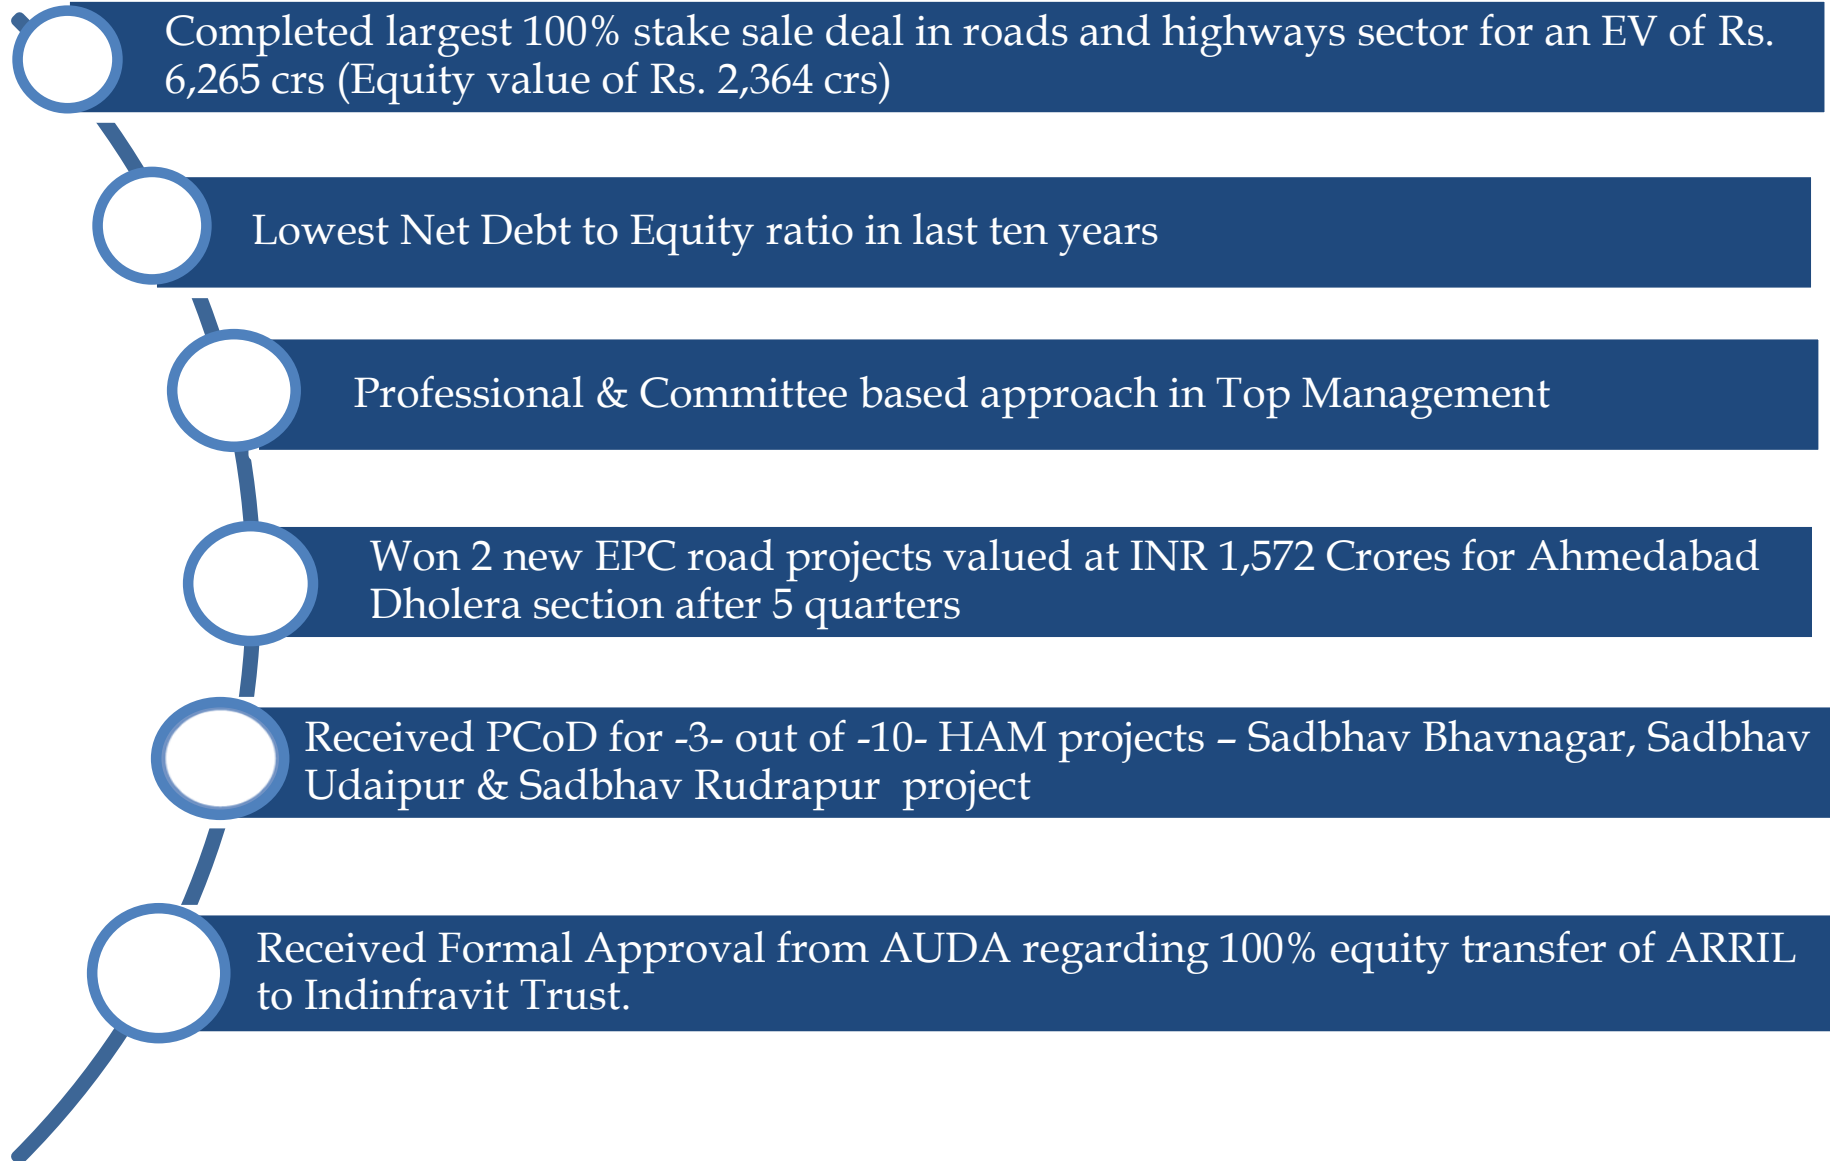 Completed largest 100% stake sale deal in roads and highways sector for an EV of Rs.
6,265 crs (Equity value of Rs. 2,364 crs)
Lowest Net Debt to Equity ratio in last ten years
Professional & Committee based approach in Top Management
Won 2 new EPC road projects valued at INR 1,572 Crores for Ahmedabad
Dholera section after 5 quarters
Received PCoD for -3- out of -10- HAM projects – Sadbhav Bhavnagar, Sadbhav
Udaipur & Sadbhav Rudrapur  project
Received Formal Approval from AUDA regarding 100% equity transfer of ARRIL
to Indinfravit Trust.